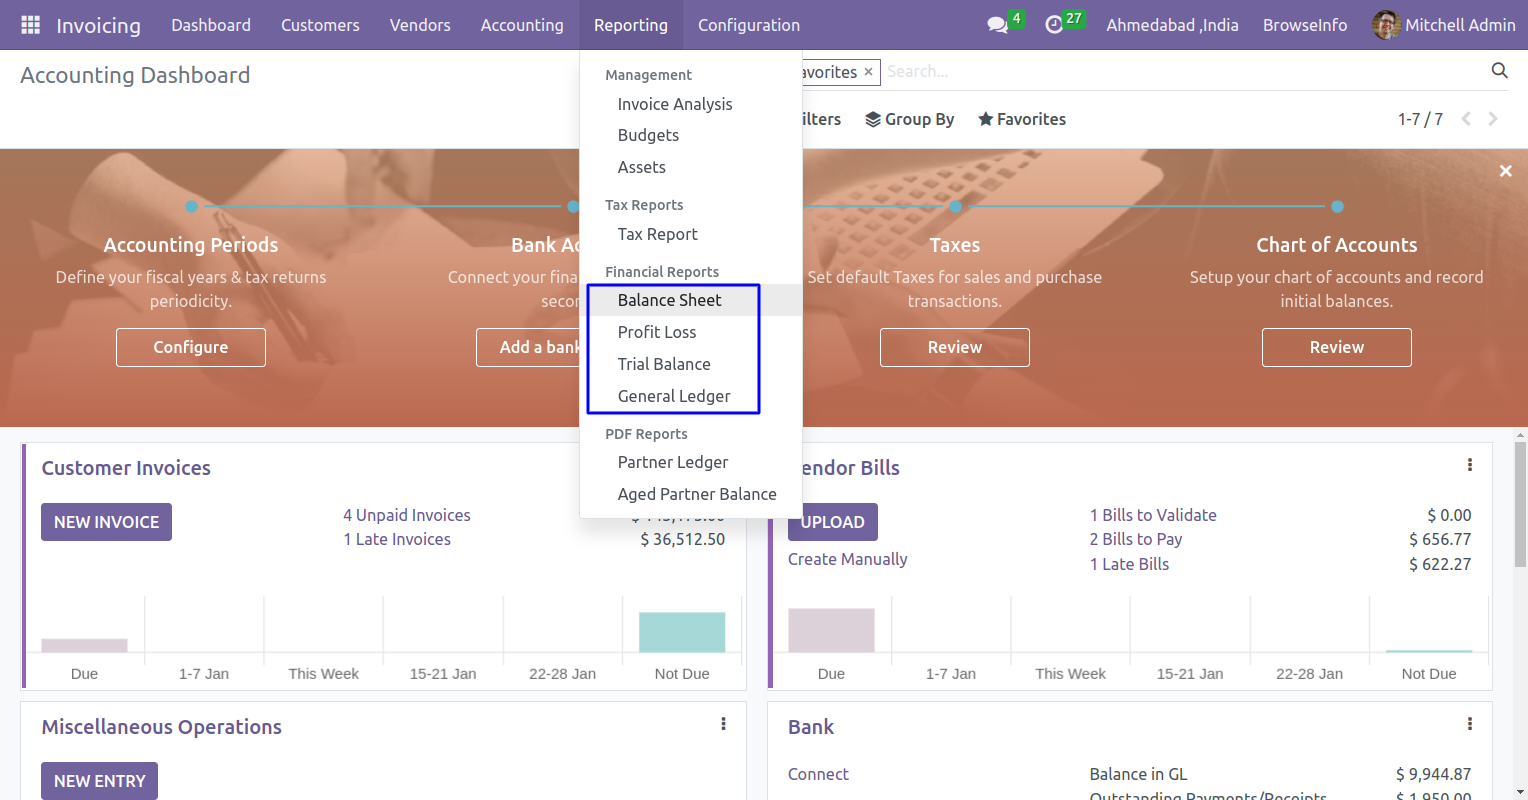 Invoicing Dashboard Customers Vendors Accounting Reporting Configuration 4 27 Ahmedabad ,India BrowseInfo Mitchell Admin
Accounting Dashboard
avorites × Search...
ilters Group By Favorites 1-7 / 7
Management
Invoice Analysis
Budgets
Assets
Tax Reports
Tax Report
Financial Reports
Balance Sheet
Profit Loss
Trial Balance
General Ledger
PDF Reports
Partner Ledger
Aged Partner Balance
Accounting Periods
Define your fiscal years & tax returns
periodicity.
Configure
Bank Ac
Connect your fina
secon
Add a bank
Taxes
Set default Taxes for sales and purchase
transactions.
Review
Chart of Accounts
Setup your chart of accounts and record
initial balances.
Review
Customer Invoices
NEW INVOICE
4 Unpaid Invoices
1 Late Invoices $ 36,512.50
Due 1-7 Jan This Week 15-21 Jan 22-28 Jan Not Due
endor Bills
UPLOAD
Create Manually
1 Bills to Validate $ 0.00
2 Bills to Pay $ 656.77
1 Late Bills $ 622.27
Due 1-7 Jan This Week 15-21 Jan 22-28 Jan Not Due
Miscellaneous Operations
NEW ENTRY
Bank
Connect
Balance in GL $ 9,944.87
Outstanding Payments/Receipts $ 1,950.00